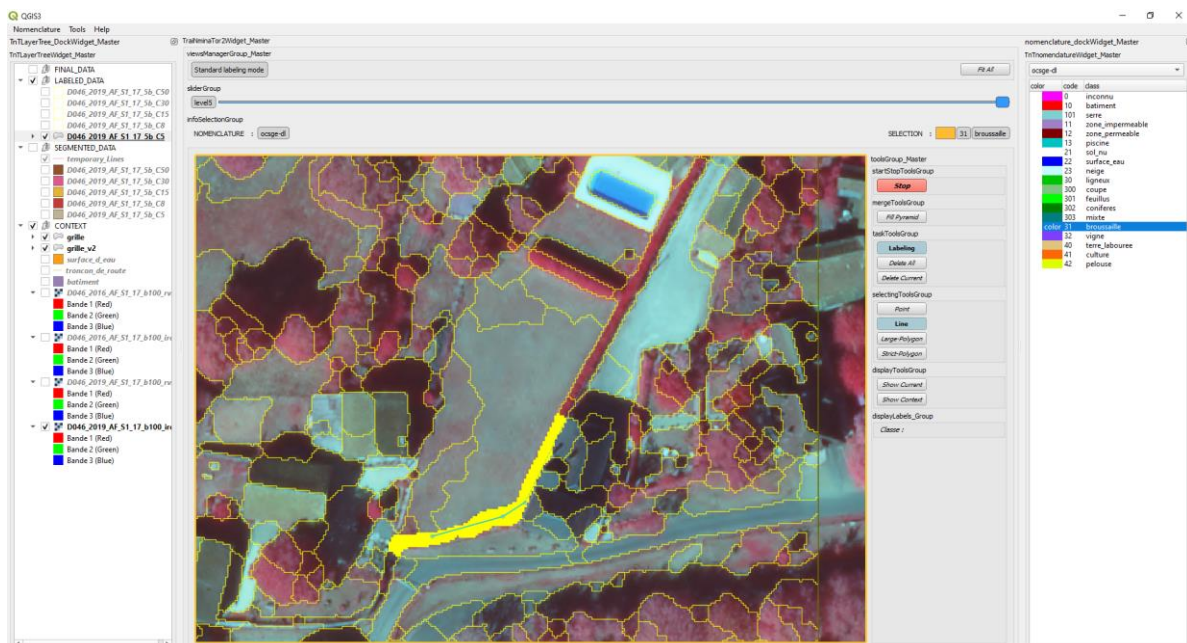 QGIS3
Nomenclature Tools Help
TnTLayerTree_DockWidget_Master
TnTLayerTreeWidget_Master
FINAL_DATA
LABELED_DATA
D046_2019_AF_S1_17_5b_C50
D046_2019_AF_S1_17_5b_C30
D046_2019_AF_S1_17_5b_C15
D046_2019_AF_S1_17_5b_C8
D046_2019_AF_S1_17_5b_C5
SEGMENTED_DATA
temporary_Lines
D046_2019_AF_S1_17_5b_C50
D046_2019_AF_S1_17_5b_C30
D046_2019_AF_S1_17_5b_C15
D046_2019_AF_S1_17_5b_C8
D046_2019_AF_S1_17_5b_C5
CONTEXT
grille
grille_v2
surface_d_eau
troncon_de_route
batiment
Bande 1 (Red)
Bande 2 (Green)
Bande 3 (Blue)
Bande 1 (Red)
Bande 2 (Green)
Bande 3 (Blue)
Bande 1 (Red)
Bande 2 (Green)
Bande 3 (Blue)
Bande 1 (Red)
Bande 2 (Green)
Bande 3 (Blue)
TraiNminaTor2Widget_Master
viewsManagerGroup_Master
Standard labeling mode Fit All
sliderGroup
level5
infoSelectionGroup
NOMENCLATURE : ocsge-dl SELECTION : 31 broussaille
toolsGroup_Master
startStopToolsGroup
Stop
mergeToolsGroup
Fill Pyramid
taskToolsGroup
Labeling
Delete All
Delete Current
selectingToolsGroup
Point
Line
Large-Polygon
Strict-Polygon
displayToolsGroup
Show Current
Show Context
displayLabels_Group
Classe :
nomenclature_dockWidget_Master
TnTnomenclatureWidget_Master
ocsge-dl
color code class
0 inconnu
10 batiment
101 serre
11 zone_impermeable
12 zone_permeable
13 piscine
21 sol_nu
22 surface_eau
23 neige
30 ligneux
300 coupe
301 feuillus
302 coniferes
303 mixte
color 31 broussaille
32 vigne
40 terre_labouree
41 culture
42 pelouse